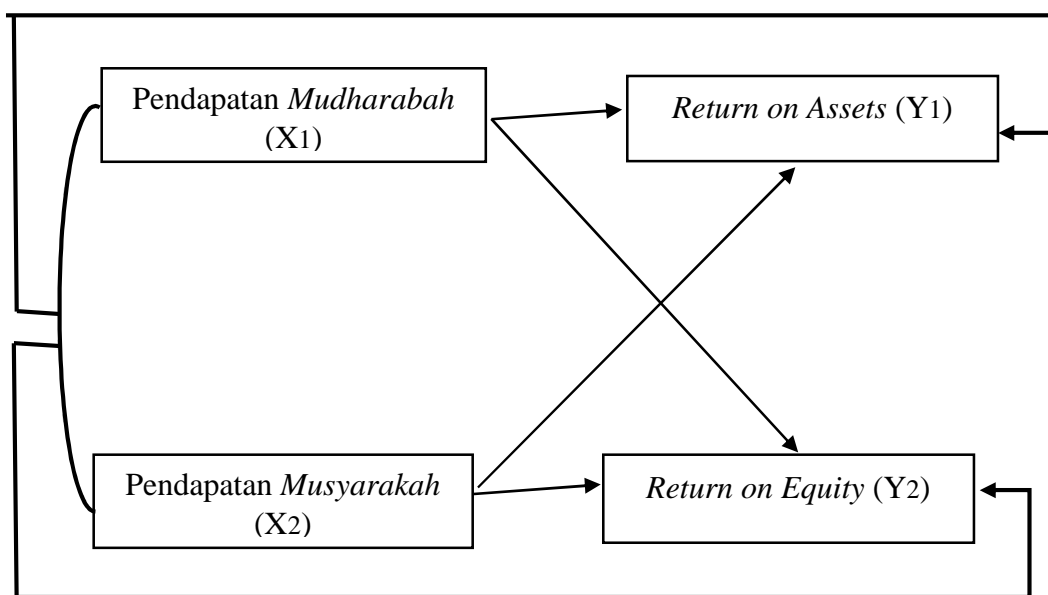 Pendapatan Mudharabah
(X1)
Return on Assets (Y1)
Pendapatan Musyarakah
(X2)
Return on Equity (Y2)